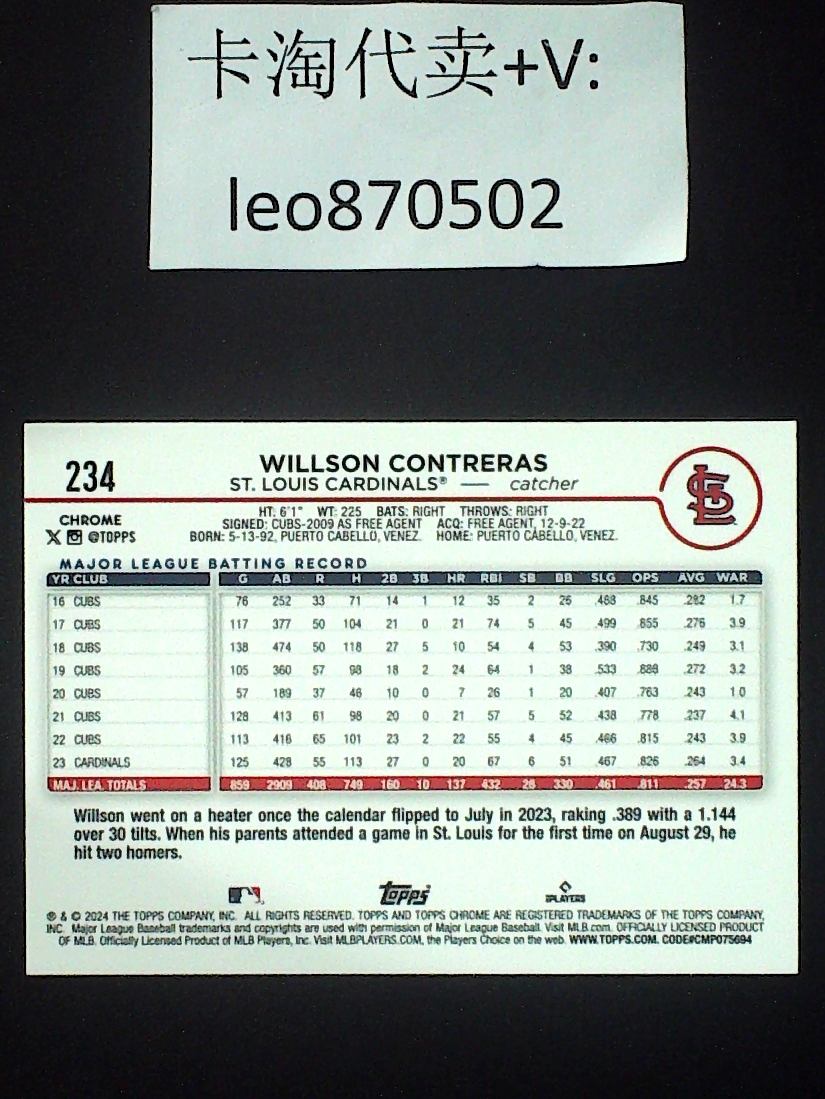 卡淘代卖+V:
leo870502
234
WILLSON CONTRERAS
ST. LOUIS CARDINALS® — catcher
CHROME
@TOPPS
HT: 6'1" WT: 225 BATS: RIGHT THROWS: RIGHT
SIGNED: CUBS-2009 AS FREE AGENT ACQ: FREE AGENT, 12-9-22
BORN: 5-13-92, PUERTO CABELLO, VENEZ. HOME: PUERTO CABELLO, VENEZ.
MAJOR LEAGUE BATTING RECORD
YR CLUB G AB R H 2B 3B HR RBI SB BB SLG OPS AVG WAR
16 CUBS 76 252 33 71 14 1 12 35 2 26 .488 .845 .282 1.7
17 CUBS 117 377 50 104 21 0 21 74 5 45 .499 .855 .276 3.9
18 CUBS 138 474 50 118 27 5 10 54 4 53 .390 .730 .249 3.1
19 CUBS 105 360 57 98 18 2 24 64 1 38 .533 .888 .272 3.2
20 CUBS 57 189 37 46 10 0 7 26 1 20 .407 .763 .243 1.0
21 CUBS 128 413 61 98 20 0 21 57 5 52 .438 .778 .237 4.1
22 CUBS 113 416 65 101 23 2 22 55 4 45 .466 .815 .243 3.9
23 CARDINALS 125 428 55 113 27 0 20 67 6 51 .467 .826 .264 3.4
MAJ. LEA. TOTALS 859 2909 408 749 160 10 137 432 28 330 .461 .811 .257 24.3
Willson went on a heater once the calendar flipped to July in 2023, raking .389 with a 1.144
over 30 tilts. When his parents attended a game in St. Louis for the first time on August 29, he
hit two homers.
topps
PLAYERS
® & © 2024 THE TOPPS COMPANY, INC. ALL RIGHTS RESERVED. TOPPS AND TOPPS CHROME ARE REGISTERED TRADEMARKS OF THE TOPPS COMPANY,
INC. Major League Baseball trademarks and copyrights are used with permission of Major League Baseball. Visit MLB.com. OFFICIALLY LICENSED PRODUCT
OF MLB. Officially Licensed Product of MLB Players, Inc. Visit MLBPLAYERS.COM, the Players Choice on the web. WWW.TOPPS.COM. CODE#CMP075694